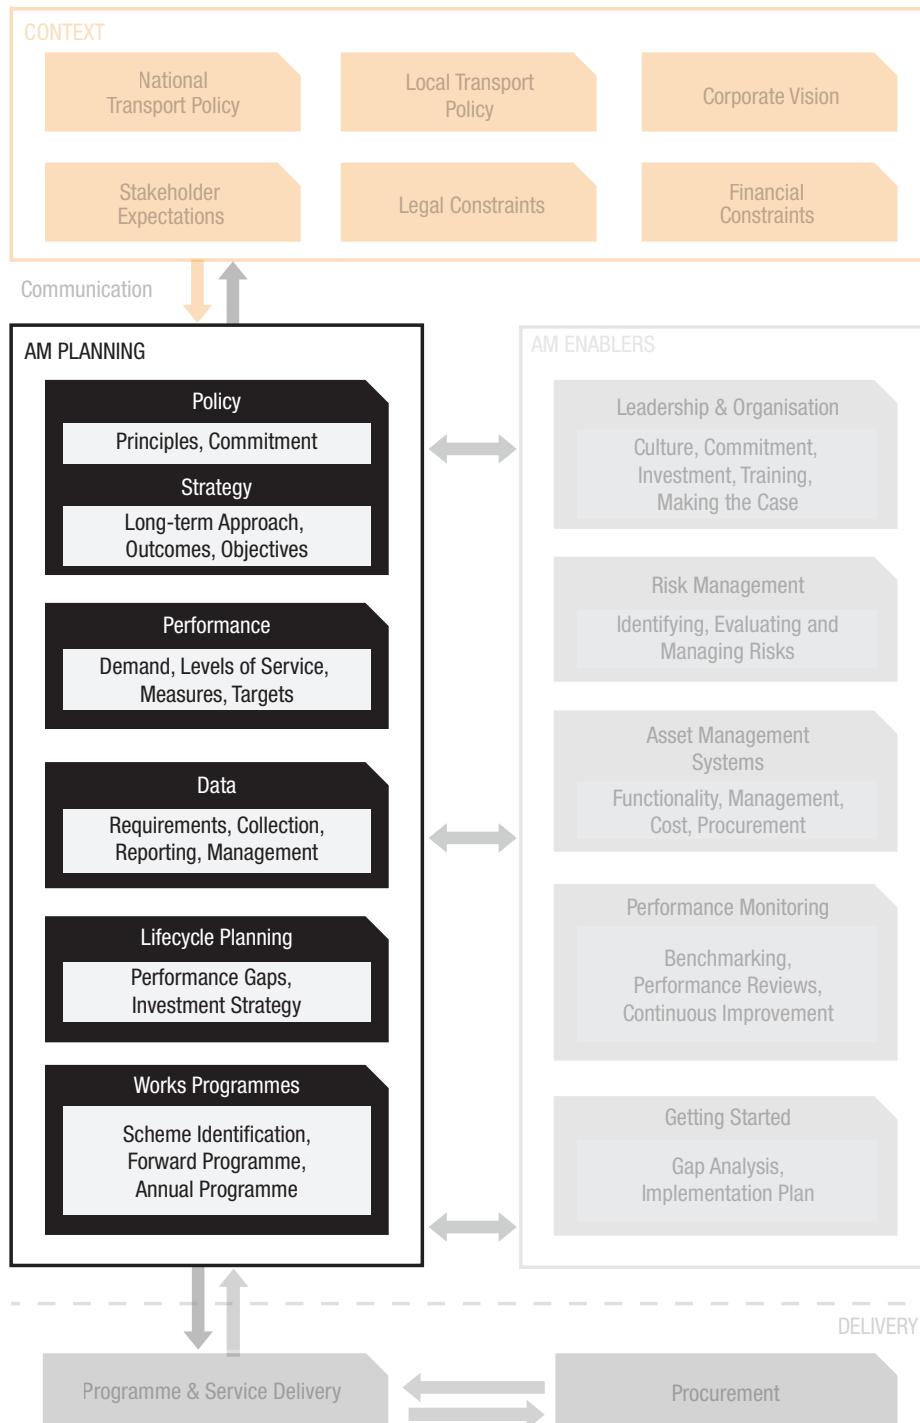 CONTEXT
National
Transport Policy
Local Transport
Policy
Corporate Vision
Stakeholder
Expectations
Legal Constraints
Financial
Constraints
Communication
AM PLANNING
Policy
Principles, Commitment
Strategy
Long-term Approach,
Outcomes, Objectives
Performance
Demand, Levels of Service,
Measures, Targets
Data
Requirements, Collection,
Reporting, Management
Lifecycle Planning
Performance Gaps,
Investment Strategy
Works Programmes
Scheme Identification,
Forward Programme,
Annual Programme
AM ENABLERS
Leadership & Organisation
Culture, Commitment,
Investment, Training,
Making the Case
Risk Management
Identifying, Evaluating and
Managing Risks
Asset Management
Systems
Functionality, Management,
Cost, Procurement
Performance Monitoring
Benchmarking,
Performance Reviews,
Continuous Improvement
Getting Started
Gap Analysis,
Implementation Plan
DELIVERY
Programme & Service Delivery
Procurement